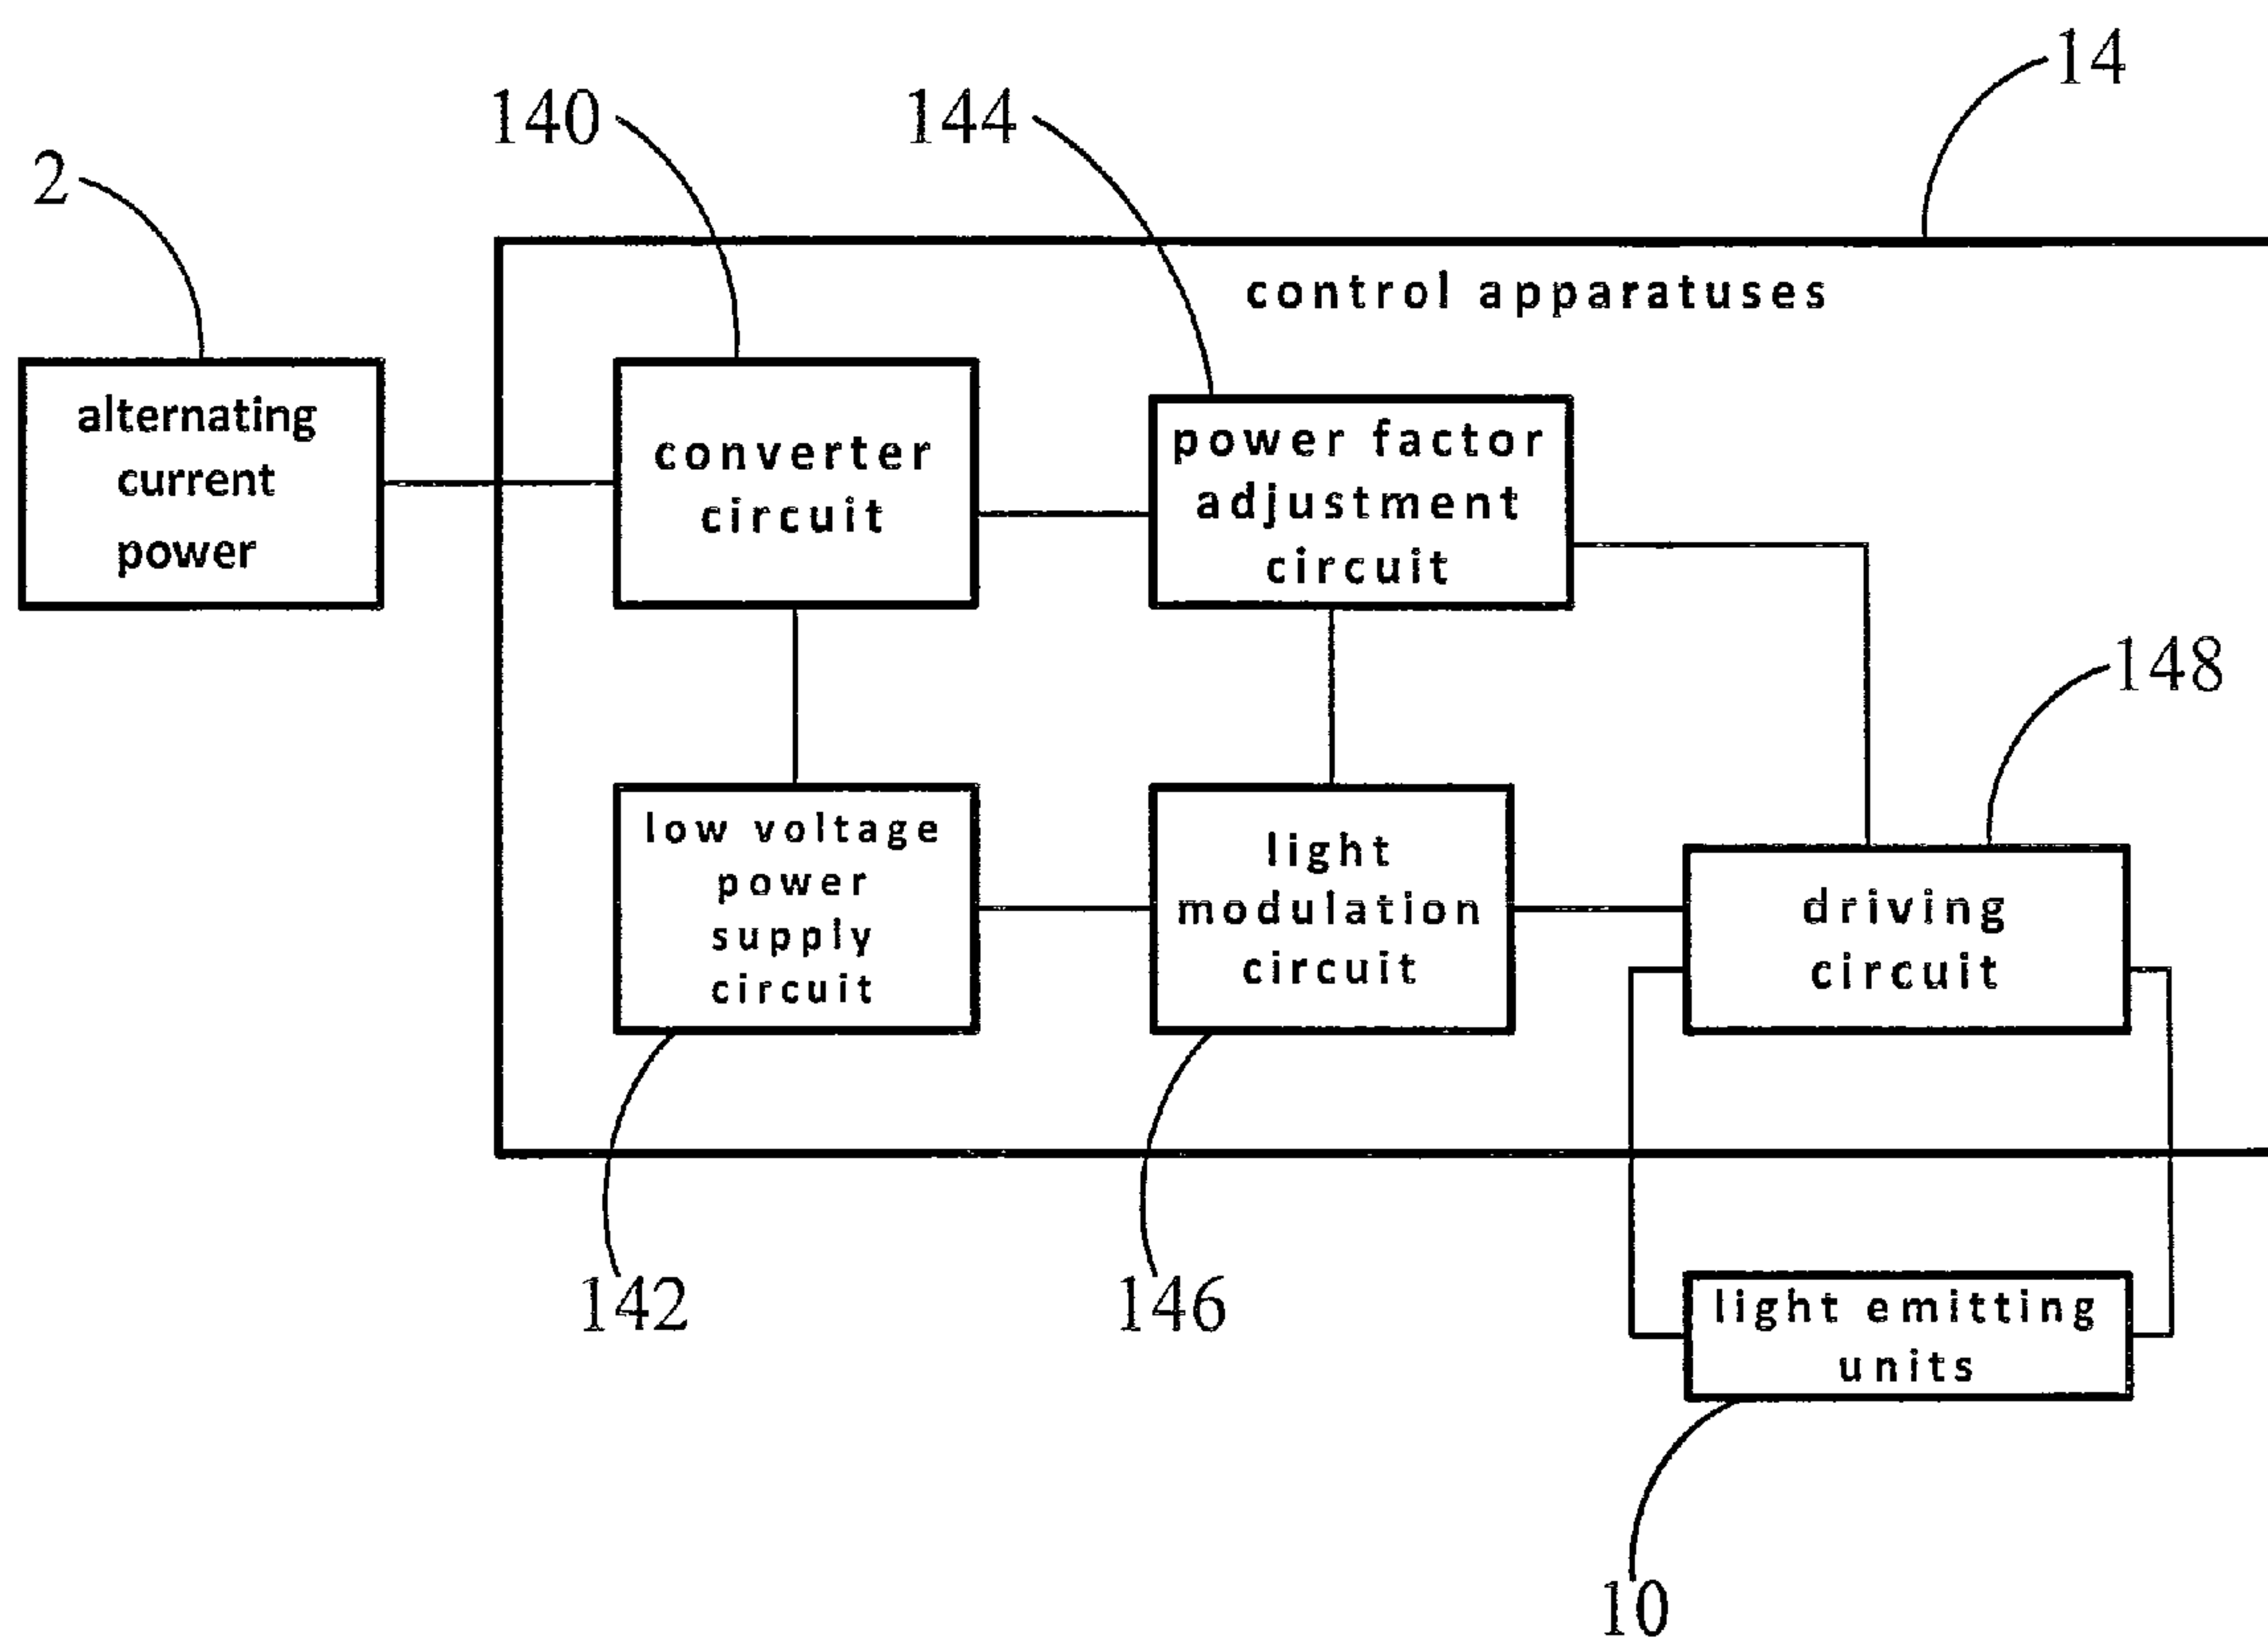 14
140
144
2
control apparatuses
alternating
current
power
converter
circuit
power factor
adjustment
circuit
148
low voltage
power
supply
circuit
light
modulation
circuit
driving
circuit
142
146
light emitting
units
10